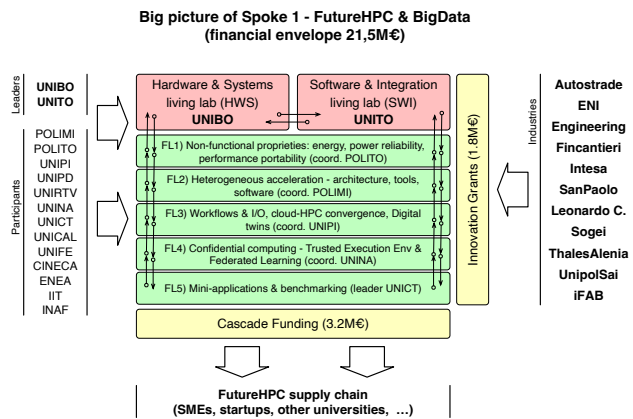 Big picture of Spoke 1 - FutureHPC & BigData
(financial envelope 21,5M€)
Leaders
UNIBO
UNITO
Participants
POLIMI
POLITO
UNIPI
UNIPD
UNIRTV
UNINA
UNICT
UNICAL
UNIFE
CINECA
ENEA
IIT
INAF
Hardware & Systems
living lab (HWS)
UNIBO
Software & Integration
living lab (SWI)
UNITO
FL1) Non-functional proprieties: energy, power reliability,
performance portability (coord. POLITO)
FL2) Heterogeneous acceleration - architecture, tools,
software (coord. POLIMI)
FL3) Workflows & I/O, cloud-HPC convergence, Digital
twins (coord. UNIPI)
FL4) Confidential computing - Trusted Execution Env &
Federated Learning (coord. UNINA)
FL5) Mini-applications & benchmarking (leader UNICT)
Cascade Funding (3.2M€)
Innovation Grants (1.8M€)
Industries
Autostrade
ENI
Engineering
Fincantieri
Intesa
SanPaolo
Leonardo C.
Sogei
ThalesAlenia
UnipolSai
iFAB
FutureHPC supply chain
(SMEs, startups, other universities, …)